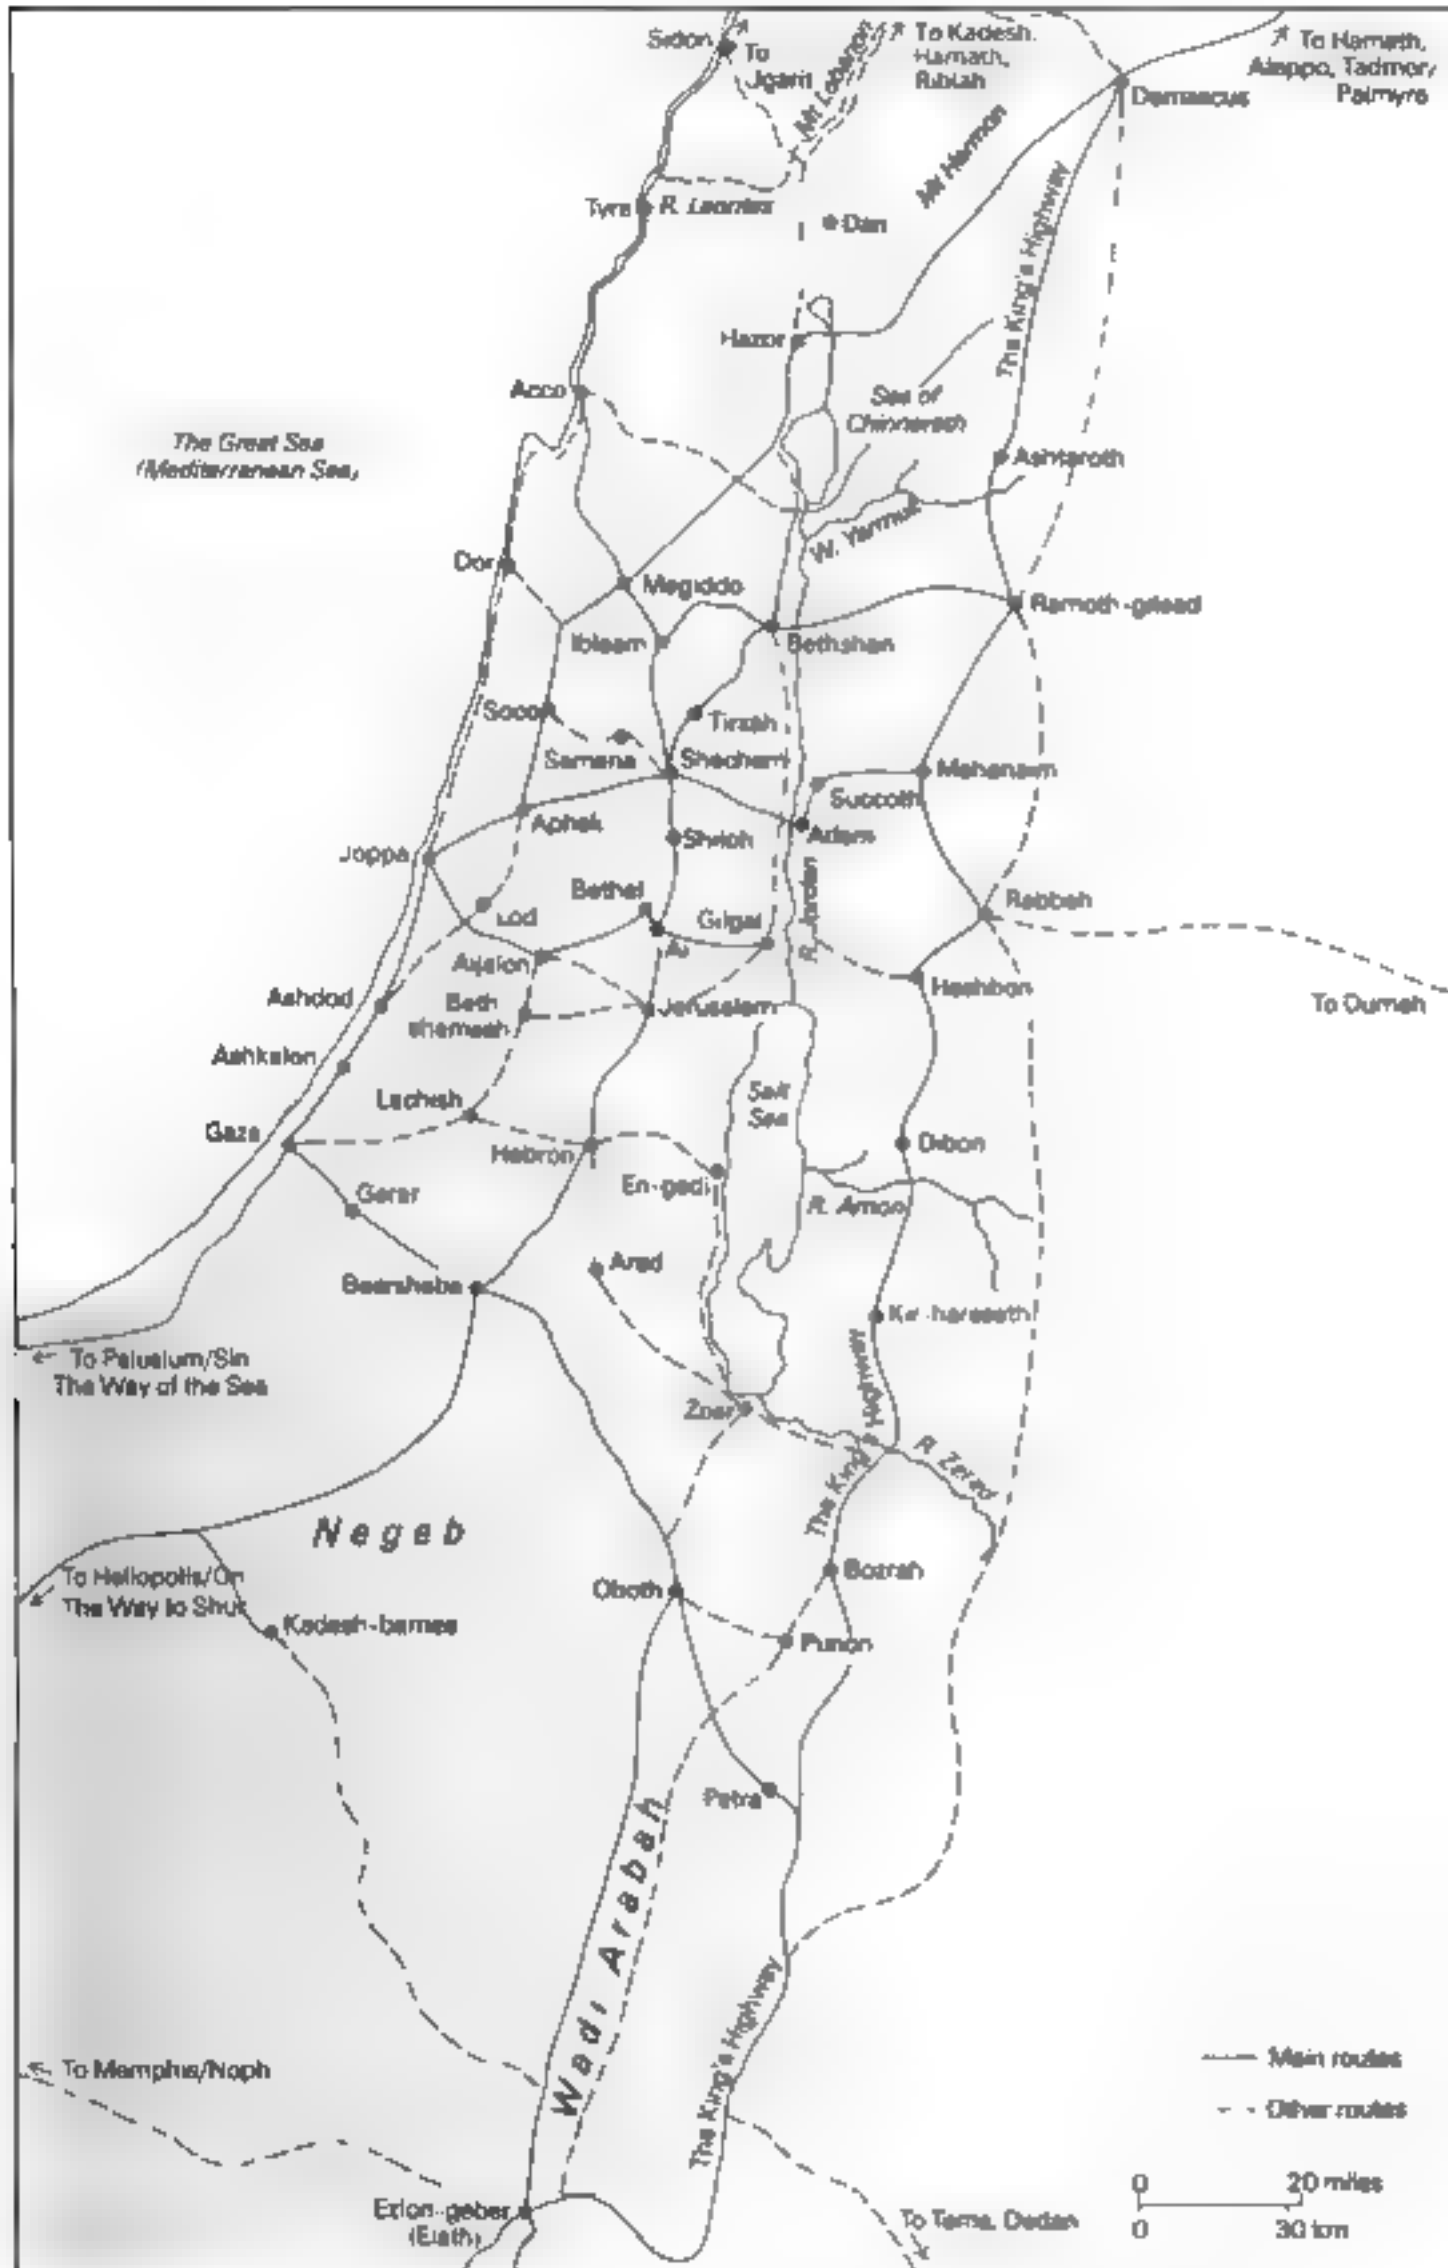 Sidon
To
Ugarit
Mt Lebanon
To Kadesh,
Hamath,
Riblah
To Hamath,
Aleppo, Tadmor/
Palmyra
Damascus
Mt Hermon
Tyre
R. Leontes
Dan
The King's Highway
Hazor
Acco
Sea of
Chinnereth
The Great Sea
(Mediterranean Sea)
Ashtaroth
W. Yarmuk
Dor
Megiddo
Ramoth-gilead
Ibleam
Bethshan
Soco
Tirzah
Samaria
Shechem
Mahanaim
Succoth
Aphek
Adam
Joppa
Shiloh
Bethel
Lod
Gilgal
R. Jordan
Rabbah
Ai
Aijalon
Heshbon
Ashdod
Beth
shemesh
Jerusalem
To Dumah
Ashkelon
Salt
Sea
Lachish
Gaza
Hebron
Dibon
En-gedi
Gerar
R. Arnon
Arad
Beersheba
Kir-hareseth
To Pelusium/Sin
The Way of the Sea
Zoar
The King's Highway
R. Zered
Negeb
To Heliopolis/On
The Way to Shur
Oboth
Bozrah
Kadesh-barnea
Punon
Petra
Wadi Arabah
The King's Highway
To Memphis/Noph
Main routes
Other routes
0 20 miles
0 30 km
Ezion-geber
(Elath)
To Tema, Dedan